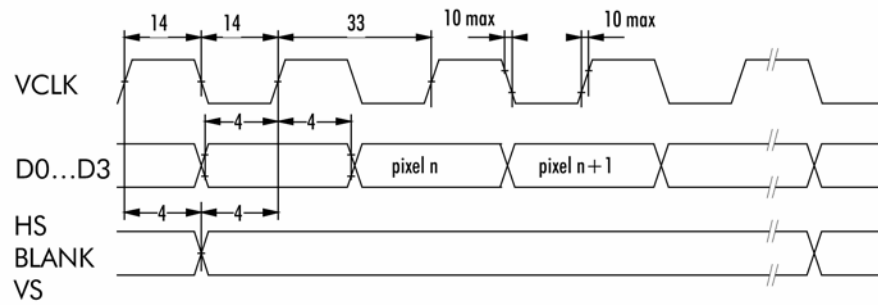 14 14 33 10 max 10 max
VCLK
4 4
D0...D3 pixel n pixel n+1
4 4
HS
BLANK
VS